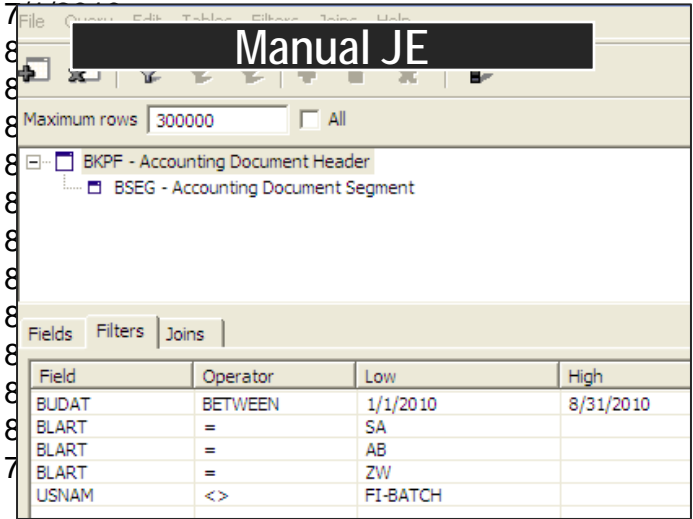 Manual JE
File Query Edit Tables Filters Joins Help
Maximum rows 300000 All
BKPF - Accounting Document Header
BSEG - Accounting Document Segment
Fields Filters Joins
Field Operator Low High
BUDAT BETWEEN 1/1/2010 8/31/2010
BLART = SA
BLART = AB
BLART = ZW
USNAM <> FI-BATCH